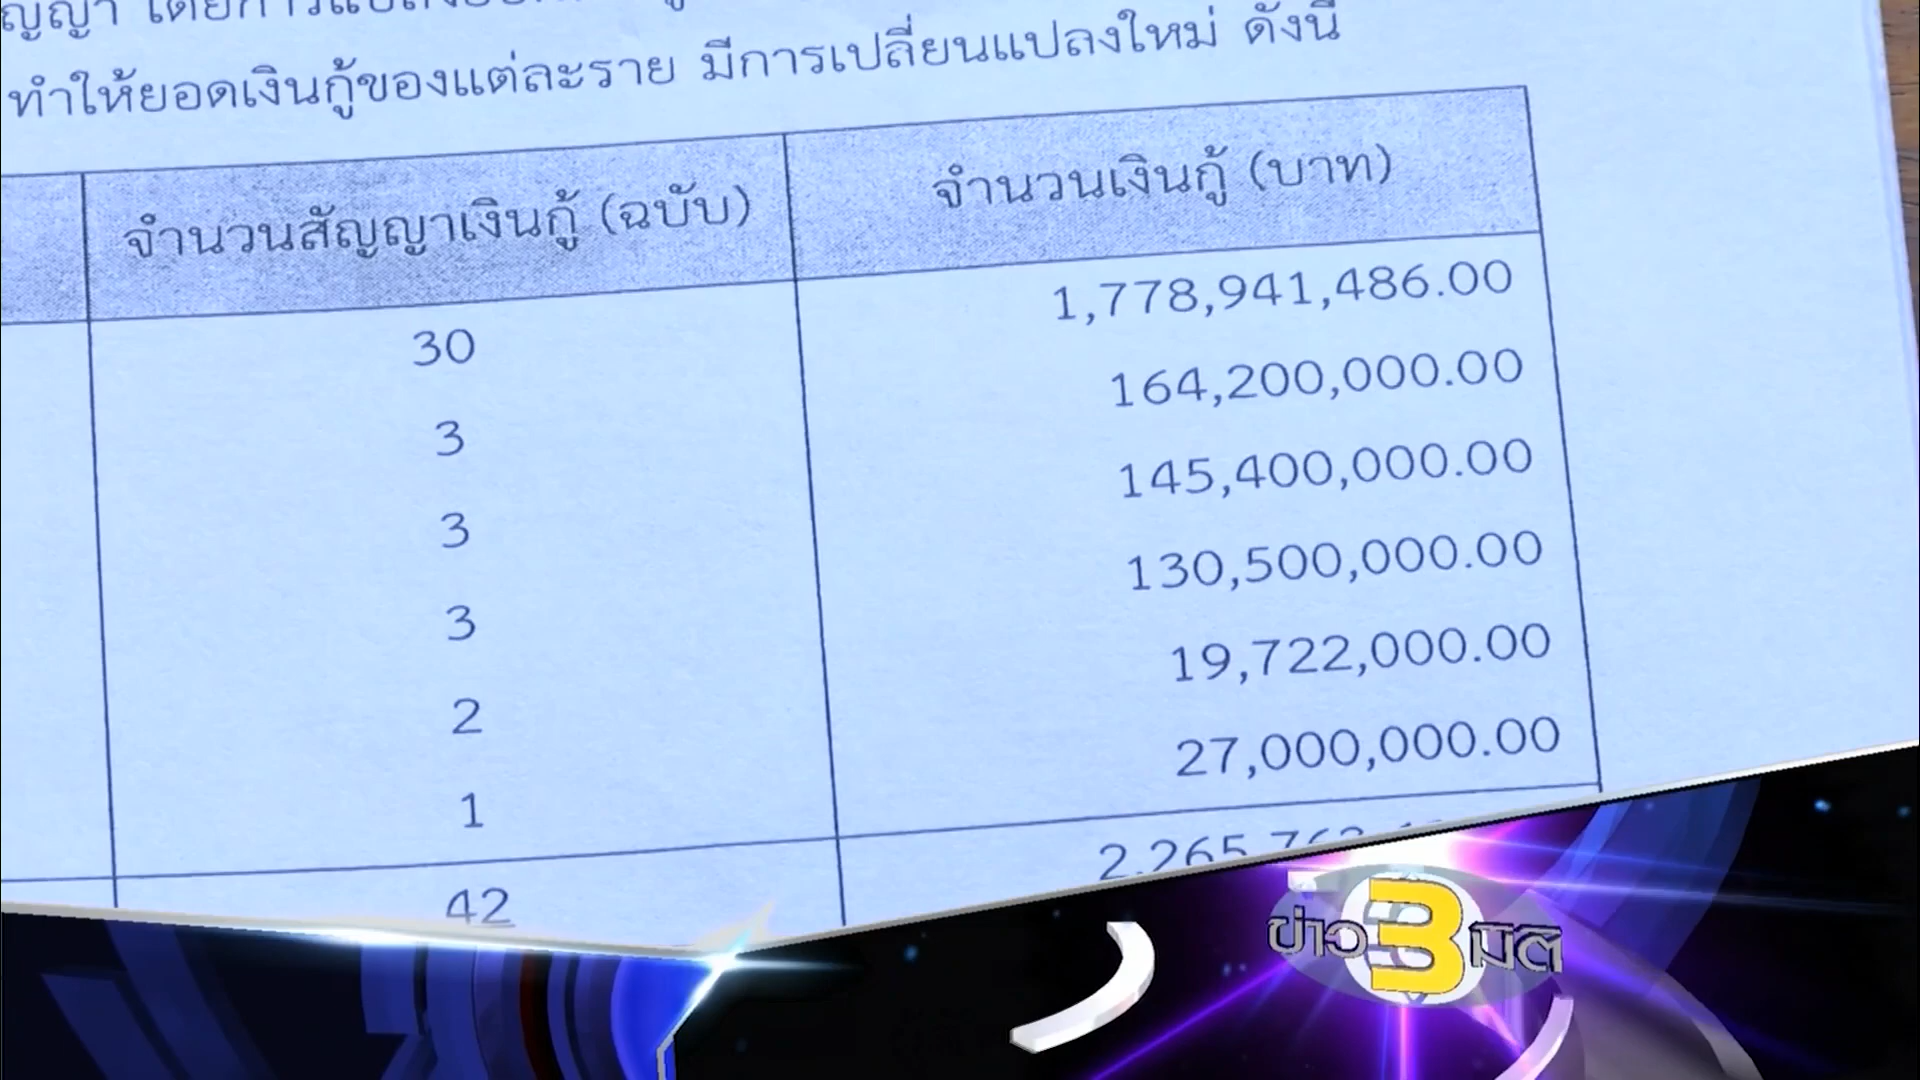 ทำให้ยอดเงินกู้ของแต่ละราย มีการเปลี่ยนแปลงใหม่ ดังนี้
จำนวนสัญญาเงินกู้ (ฉบับ) จำนวนเงินกู้ (บาท)
30 1,778,941,486.00
3 164,200,000.00
3 145,400,000.00
3 130,500,000.00
2 19,722,000.00
1 27,000,000.00
42
ข่าว 3 มิติ